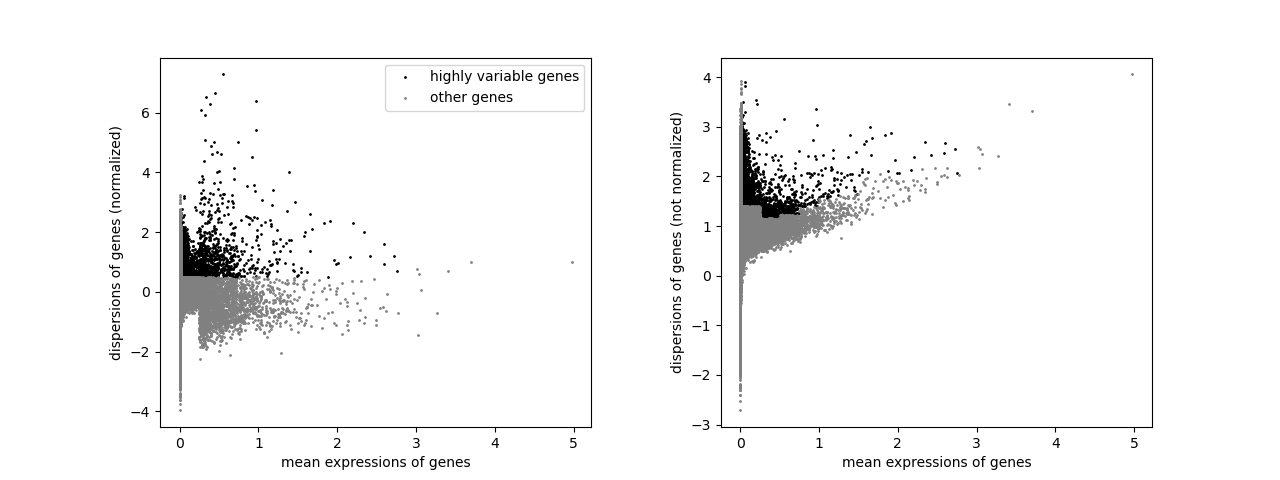 highly variable genes
other genes
dispersions of genes (normalized)
6
4
2
0
−2
−4
0 1 2 3 4 5
mean expressions of genes
dispersions of genes (not normalized)
4
3
2
1
0
−1
−2
−3
0 1 2 3 4 5
mean expressions of genes